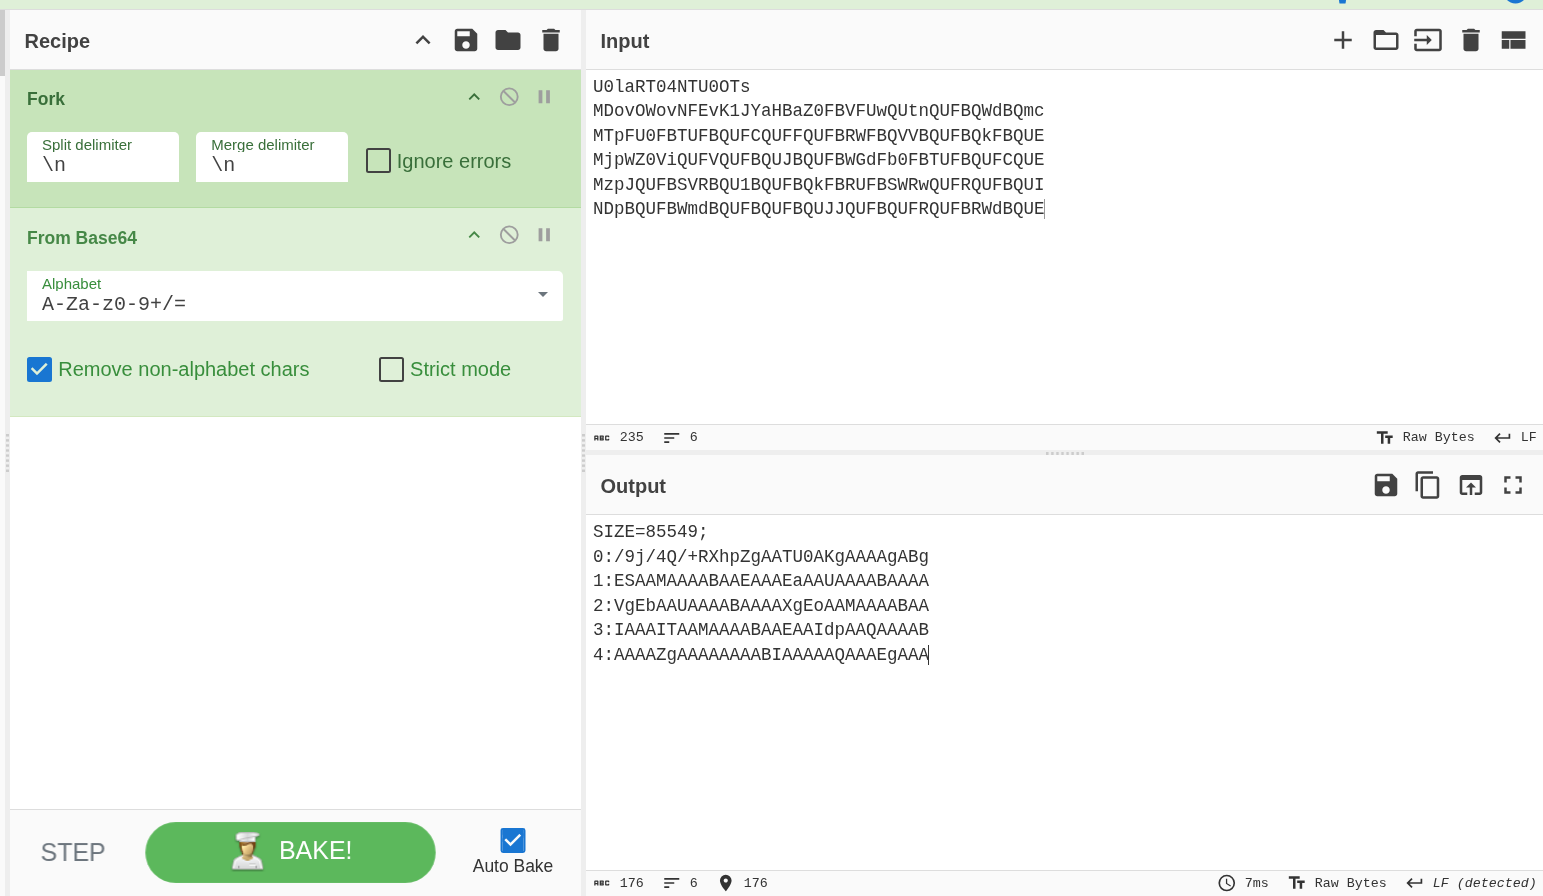 Recipe
Fork
Split delimiter
\n
Merge delimiter
\n
Ignore errors
From Base64
Alphabet
A-Za-z0-9+/=
Remove non-alphabet chars
Strict mode
STEP
BAKE!
Auto Bake
Input
U0laRT04NTU0OTs
MDovOWovNFEvK1JYaHBaZ0FBVFUwQUtnQUFBQWdBQmc
MTpFU0FBTUFBQUFCQUFFQUFBRWFBQVVBQUFBQkFBQUE
MjpWZ0ViQUFVQUFBQUJBQUFBWGdFb0FBTUFBQUFCQUE
MzpJQUFBSVRBQU1BQUFBQkFBRUFBSWRwQUFRQUFBQUI
NDpBQUFBWmdBQUFBQUFBQUJJQUFBQUFRQUFBRWdBQUE
ABC 235 6
Raw Bytes LF
Output
SIZE=85549;
0:/9j/4Q/+RXhpZgAATU0AKgAAAAgABg
1:ESAAMAAAABAAEAAAEaAAUAAAABAAAA
2:VgEbAAUAAAABAAAAXgEoAAMAAAABAA
3:IAAAITAAMAAAABAAEAAIdpAAQAAAAB
4:AAAAZgAAAAAAAABIAAAAAQAAAEgAAA
ABC 176 6 176
7ms Raw Bytes LF (detected)